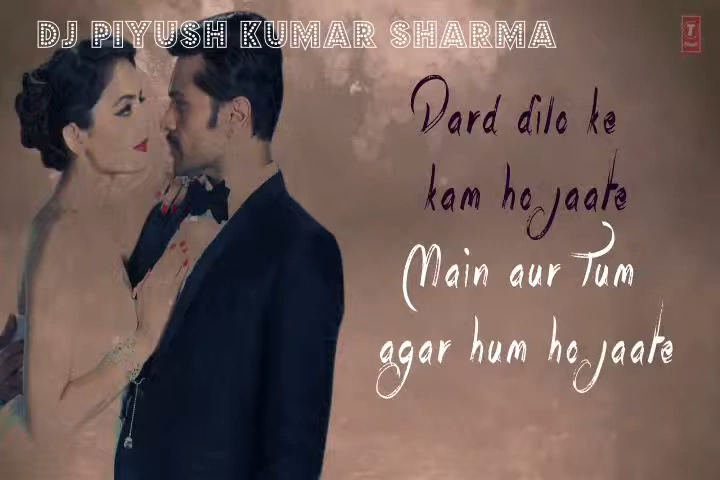 DJ PIYUSH KUMAR SHARMA
T
Dard dilo ke
kam ho jaate
Main aur Tum
agar hum ho jaate